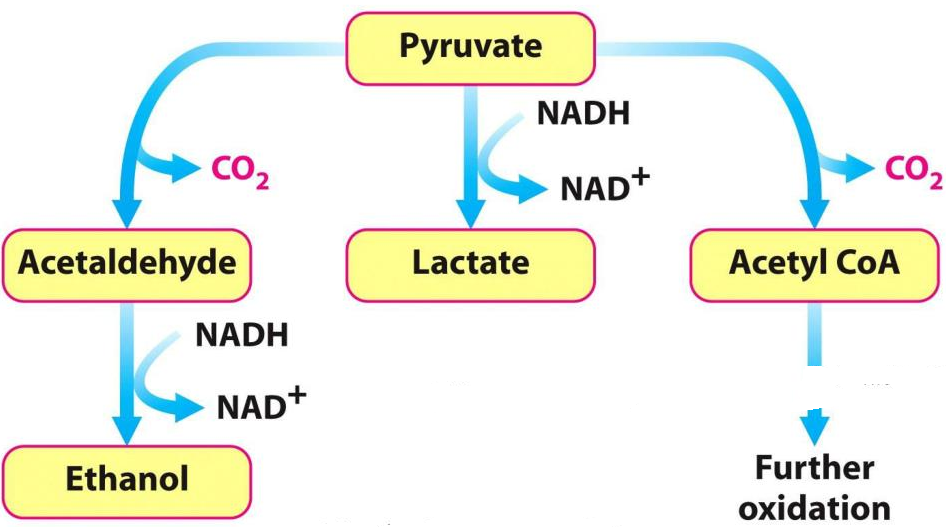 Pyruvate
NADH
CO₂
NAD⁺
CO₂
Acetaldehyde
Lactate
Acetyl CoA
NADH
NAD⁺
Ethanol
Further
oxidation